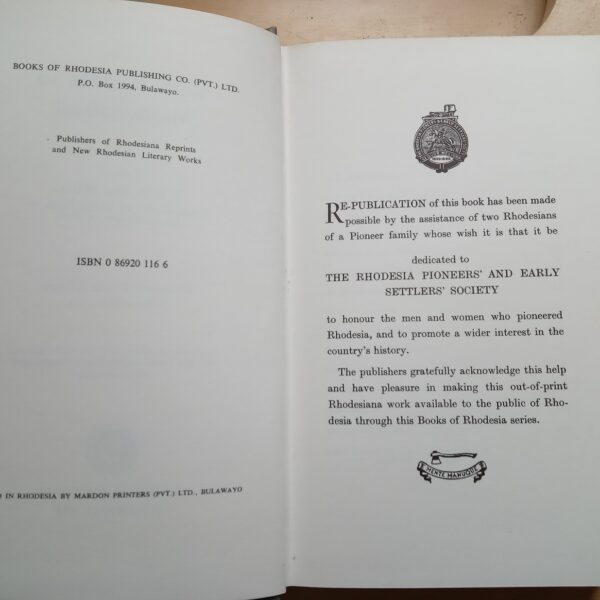 BOOKS OF RHODESIA PUBLISHING CO. (PVT.) LTD.
P.O. Box 1994, Bulawayo.
Publishers of Rhodesiana Reprints
and New Rhodesian Literary Works
ISBN 0 86920 116 6
IN RHODESIA BY MARDON PRINTERS (PVT.) LTD., BULAWAYO
RE-PUBLICATION of this book has been made
possible by the assistance of two Rhodesians
of a Pioneer family whose wish it is that it be
dedicated to
THE RHODESIA PIONEERS' AND EARLY
SETTLERS' SOCIETY
to honour the men and women who pioneered
Rhodesia, and to promote a wider interest in the
country's history.
The publishers gratefully acknowledge this help
and have pleasure in making this out-of-print
Rhodesiana work available to the public of Rho-
desia through this Books of Rhodesia series.
MENTE MANUQUE